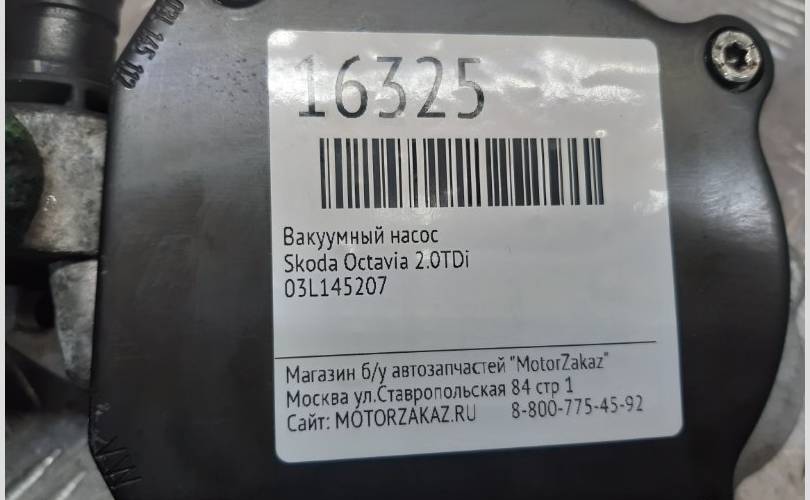 16325
Вакуумный насос
Skoda Octavia 2.0TDi
03L145207
Магазин б/у автозапчастей "MotorZakaz"
Москва ул.Ставропольская 84 стр 1
Сайт: MOTORZAKAZ.RU 8-800-775-45-92